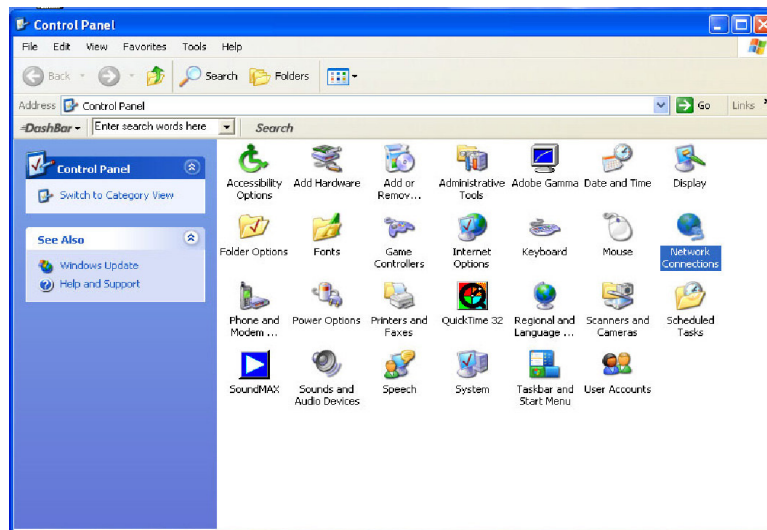 Control Panel
File Edit View Favorites Tools Help
Back Search Folders
Address Control Panel Go Links
DashBar Enter search words here Search
Control Panel
Switch to Category View
See Also
Windows Update
Help and Support
Accessibility Options
Add Hardware
Add or Remov...
Administrative Tools
Adobe Gamma
Date and Time
Display
Folder Options
Fonts
Game Controllers
Internet Options
Keyboard
Mouse
Network Connections
Phone and Modem ...
Power Options
Printers and Faxes
QuickTime 32
Regional and Language ...
Scanners and Cameras
Scheduled Tasks
SoundMAX
Sounds and Audio Devices
Speech
System
Taskbar and Start Menu
User Accounts